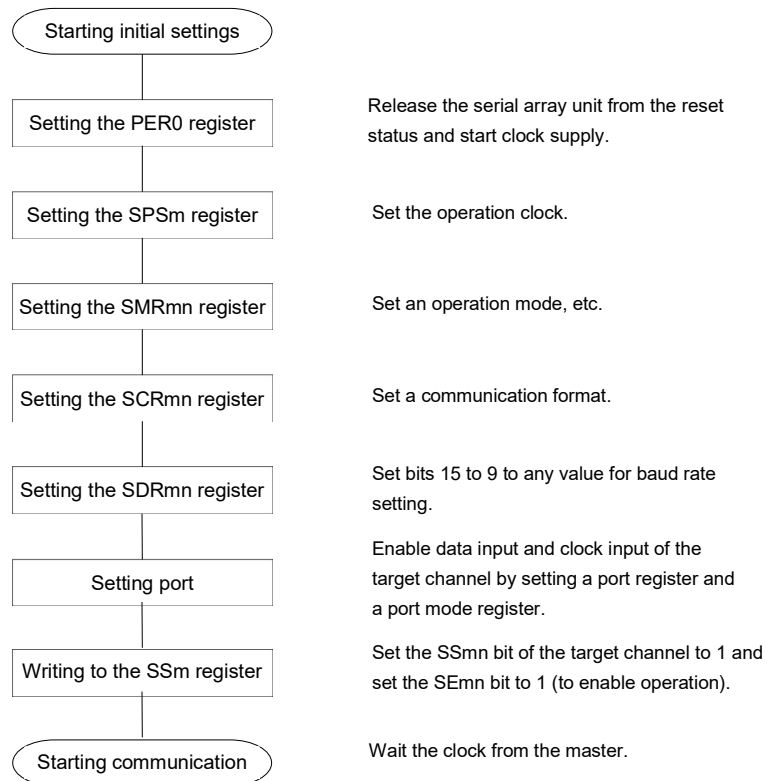 Starting initial settings
Setting the PER0 register
Release the serial array unit from the reset
status and start clock supply.
Setting the SPSm register
Set the operation clock.
Setting the SMRmn register
Set an operation mode, etc.
Setting the SCRmn register
Set a communication format.
Setting the SDRmn register
Set bits 15 to 9 to any value for baud rate
setting.
Setting port
Enable data input and clock input of the
target channel by setting a port register and
a port mode register.
Writing to the SSm register
Set the SSmn bit of the target channel to 1 and
set the SEmn bit to 1 (to enable operation).
Starting communication
Wait the clock from the master.